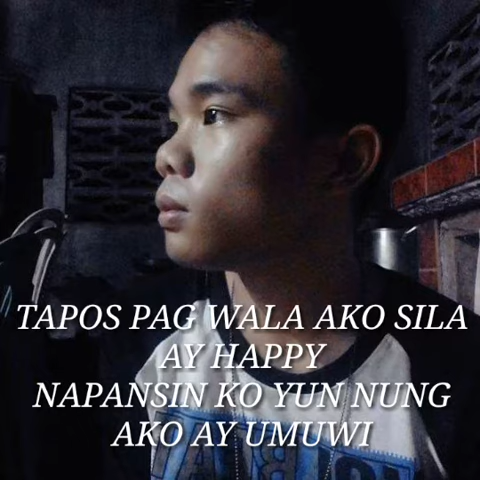 TAPOS PAG WALA AKO SILA
AY HAPPY
NAPANSIN KO YUN NUNG
AKO AY UMUWI